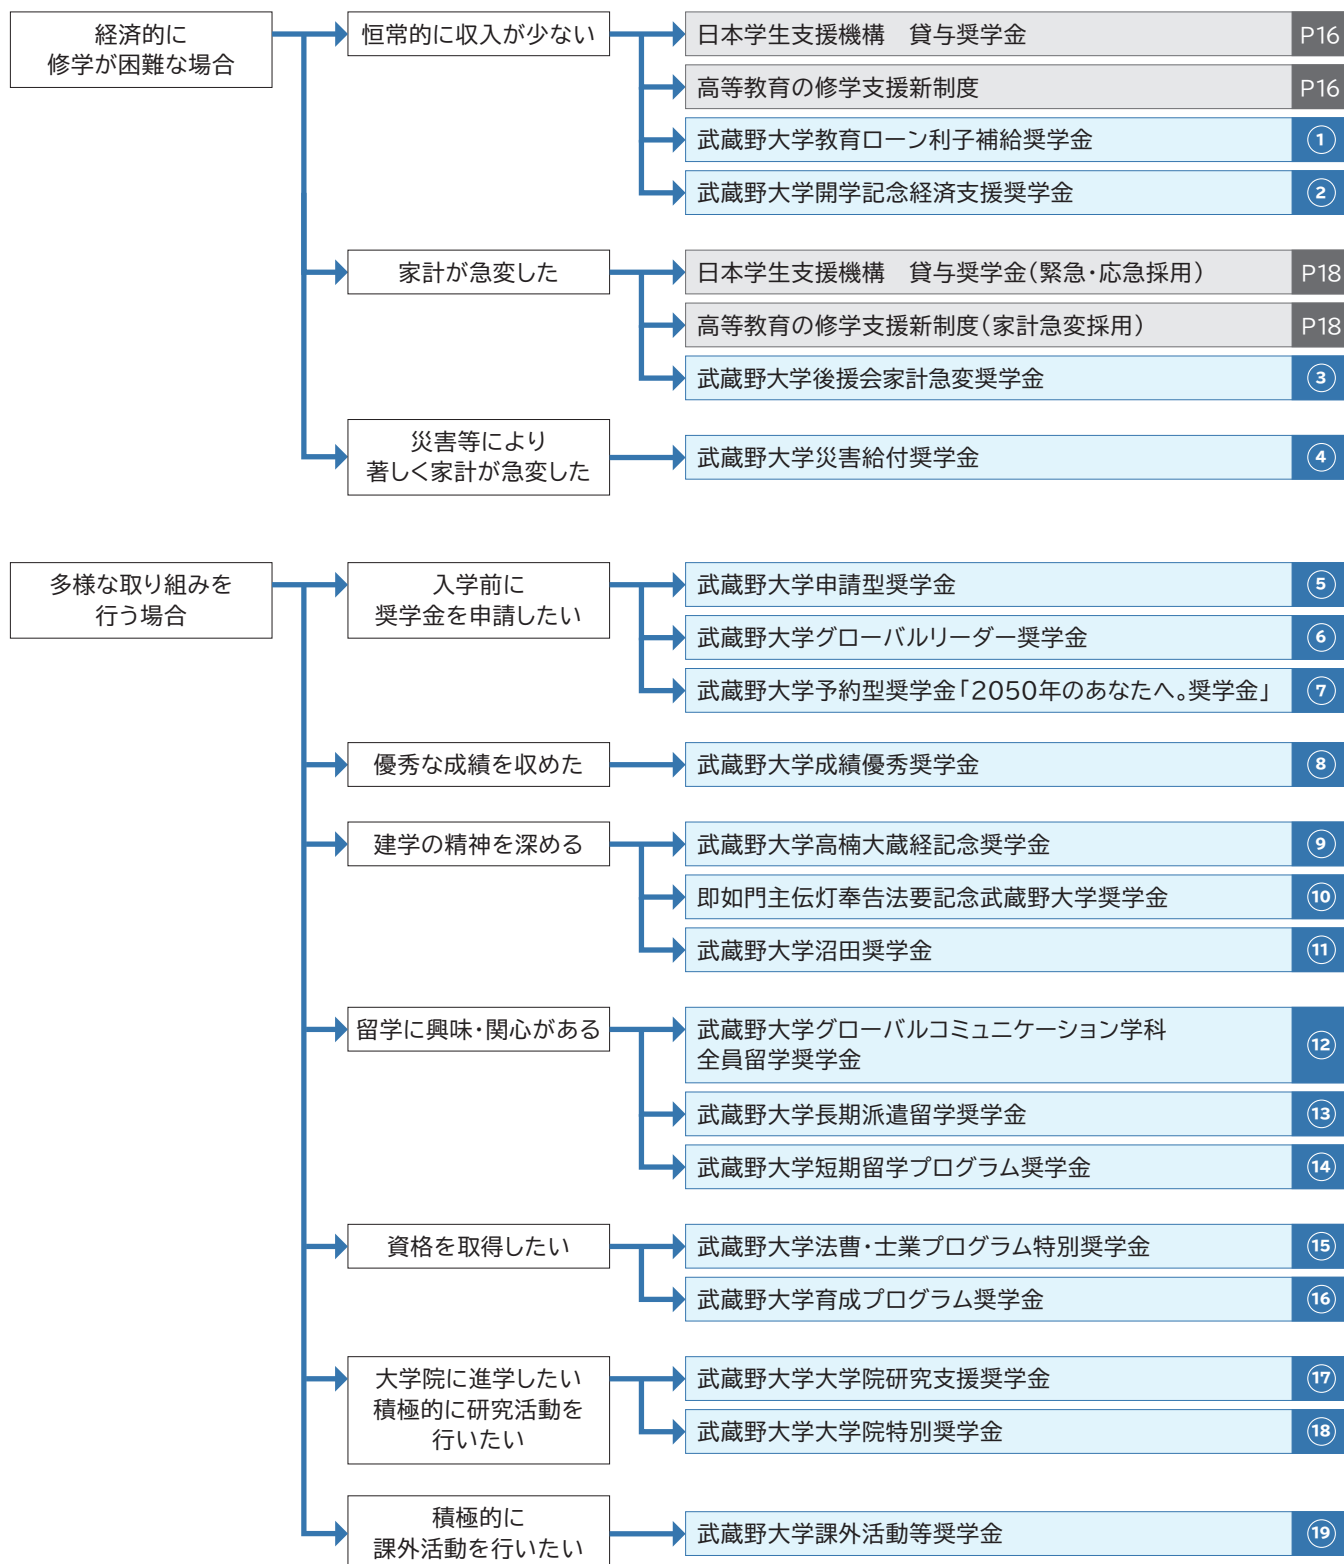 経済的に
修学が困難な場合
恒常的に収入が少ない
日本学生支援機構　貸与奨学金 P16
高等教育の修学支援新制度 P16
武蔵野大学教育ローン利子補給奨学金 ①
武蔵野大学開学記念経済支援奨学金 ②
家計が急変した
日本学生支援機構　貸与奨学金(緊急・応急採用) P18
高等教育の修学支援新制度(家計急変採用) P18
武蔵野大学後援会家計急変奨学金 ③
災害等により
著しく家計が急変した
武蔵野大学災害給付奨学金 ④
多様な取り組みを
行う場合
入学前に
奨学金を申請したい
武蔵野大学申請型奨学金 ⑤
武蔵野大学グローバルリーダー奨学金 ⑥
武蔵野大学予約型奨学金「2050年のあなたへ。奨学金」 ⑦
優秀な成績を収めた
武蔵野大学成績優秀奨学金 ⑧
建学の精神を深める
武蔵野大学高楠大蔵経記念奨学金 ⑨
即如門主伝灯奉告法要記念武蔵野大学奨学金 ⑩
武蔵野大学沼田奨学金 ⑪
留学に興味・関心がある
武蔵野大学グローバルコミュニケーション学科
全員留学奨学金 ⑫
武蔵野大学長期派遣留学奨学金 ⑬
武蔵野大学短期留学プログラム奨学金 ⑭
資格を取得したい
武蔵野大学法曹・士業プログラム特別奨学金 ⑮
武蔵野大学育成プログラム奨学金 ⑯
大学院に進学したい
積極的に研究活動を
行いたい
武蔵野大学大学院研究支援奨学金 ⑰
武蔵野大学大学院特別奨学金 ⑱
積極的に
課外活動を行いたい
武蔵野大学課外活動等奨学金 ⑲